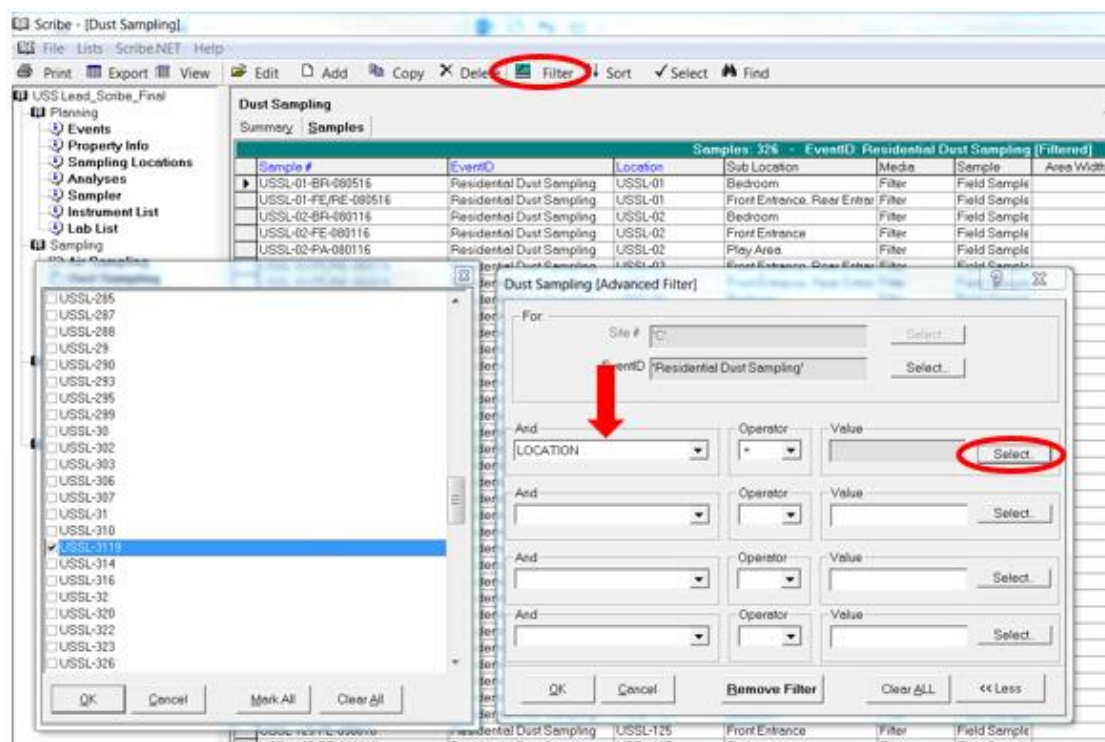 Scribe - [Dust Sampling]
File Lists Scribe.NET Help
Print Export View Edit Add Copy Delete Filter Sort Select Find
USS Lead_Scribe_Final
Planning
Events
Property Info
Sampling Locations
Analyses
Sampler
Instrument List
Lab List
Sampling
Dust Sampling
Summary Samples
Samples: 326 - EventID: Residential Dust Sampling [Filtered]
Sample # EventID Location Sub Location Media Sample Area Width
USSL-01-BR-080516 Residential Dust Sampling USSL-01 Bedroom Filter Field Sample
USSL-01-FE/RE-080516 Residential Dust Sampling USSL-01 Front Entrance, Rear Entrar Filter Field Sample
USSL-02-BR-080116 Residential Dust Sampling USSL-02 Bedroom Filter Field Sample
USSL-02-FE-080116 Residential Dust Sampling USSL-02 Front Entrance Filter Field Sample
USSL-02-PA-080116 Residential Dust Sampling USSL-02 Play Area Filter Field Sample
USSL-285
USSL-287
USSL-288
USSL-29
USSL-290
USSL-293
USSL-295
USSL-299
USSL-30
USSL-302
USSL-303
USSL-306
USSL-307
USSL-31
USSL-310
USSL-3119
USSL-314
USSL-316
USSL-32
USSL-320
USSL-322
USSL-323
USSL-326
OK Cancel Mark All Clear All
Dust Sampling [Advanced Filter]
For
Site # 'C' Select..
EventID 'Residential Dust Sampling' Select..
And Operator Value
LOCATION = Select..
And Operator Value
Select..
And Operator Value
Select..
And Operator Value
Select..
OK Cancel Remove Filter Clear ALL << Less
Residential Dust Sampling USSL-125 Front Entrance Filter Field Sample